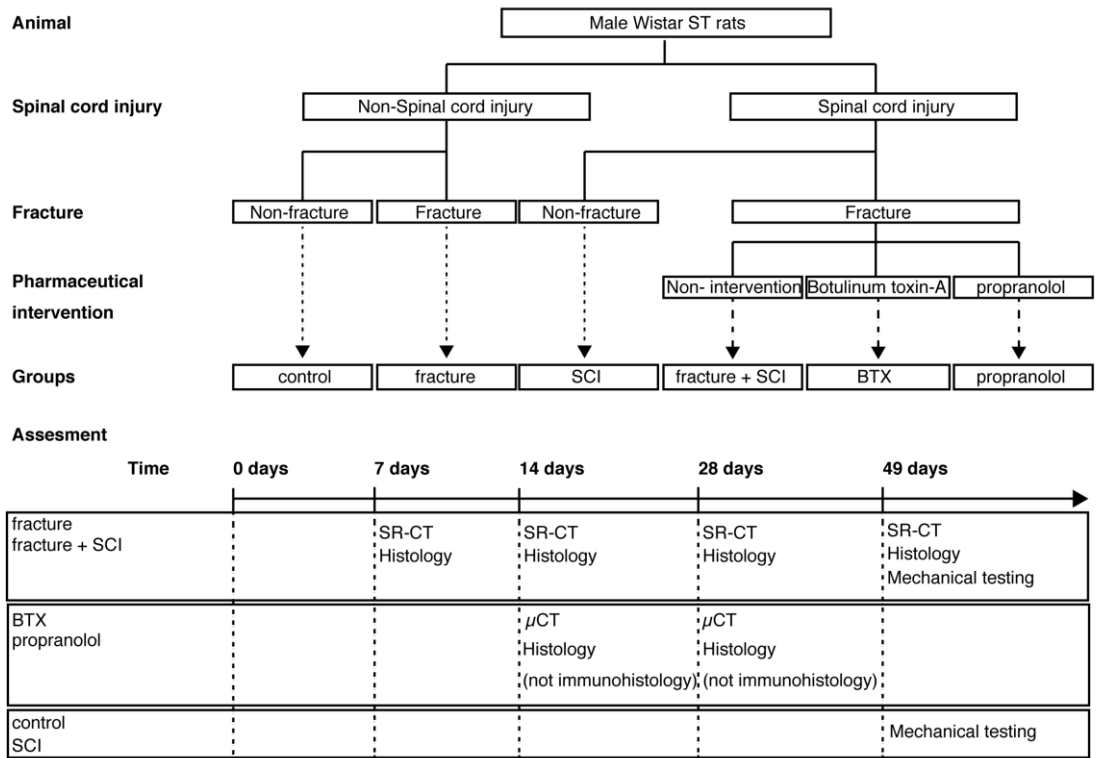 Animal
Male Wistar ST rats
Spinal cord injury
Non-Spinal cord injury
Spinal cord injury
Fracture
Non-fracture
Fracture
Non-fracture
Fracture
Pharmaceutical
intervention
Non- intervention
Botulinum toxin-A
propranolol
Groups
control
fracture
SCI
fracture + SCI
BTX
propranolol
Assesment
Time
0 days
7 days
14 days
28 days
49 days
fracture
fracture + SCI
SR-CT
Histology
SR-CT
Histology
SR-CT
Histology
SR-CT
Histology
Mechanical testing
BTX
propranolol
µCT
Histology
(not immunohistology)
µCT
Histology
(not immunohistology)
control
SCI
Mechanical testing